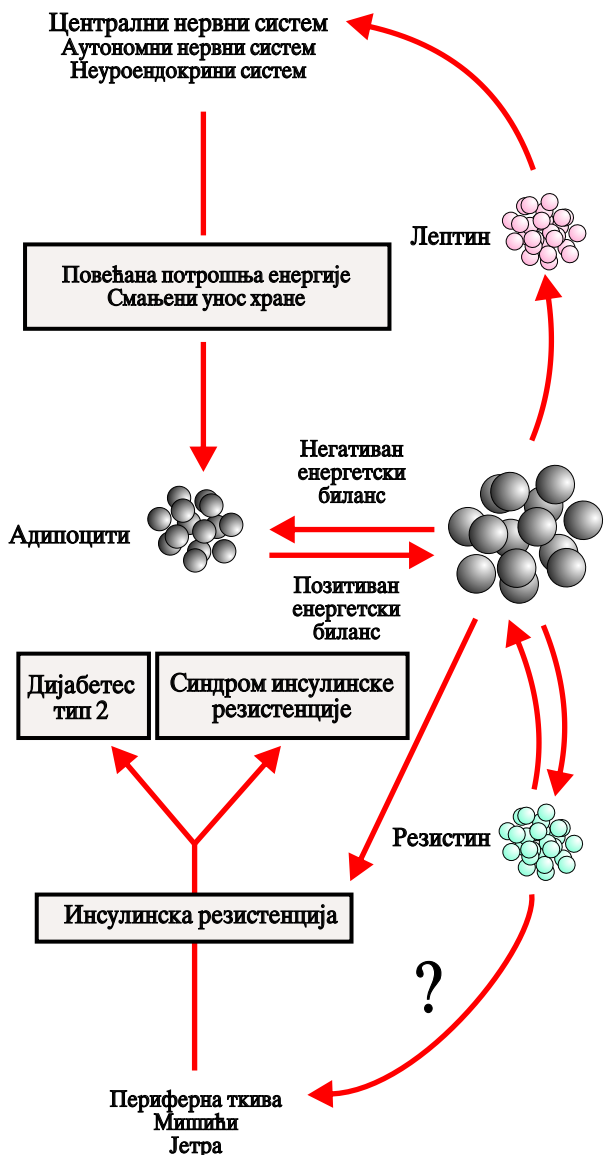 Централни нервни систем
Аутономни нервни систем
Неуроендокрини систем
Лептин
Повећана потрошња енергије
Смањени унос хране
Негативан
енергетски
биланс
Адипоцити
Позитиван
енергетски
биланс
Дијабетес
тип 2
Синдром инсулинске
резистенције
Резистин
Инсулинска резистенција
?
Периферна ткива
Мишићи
Јетра